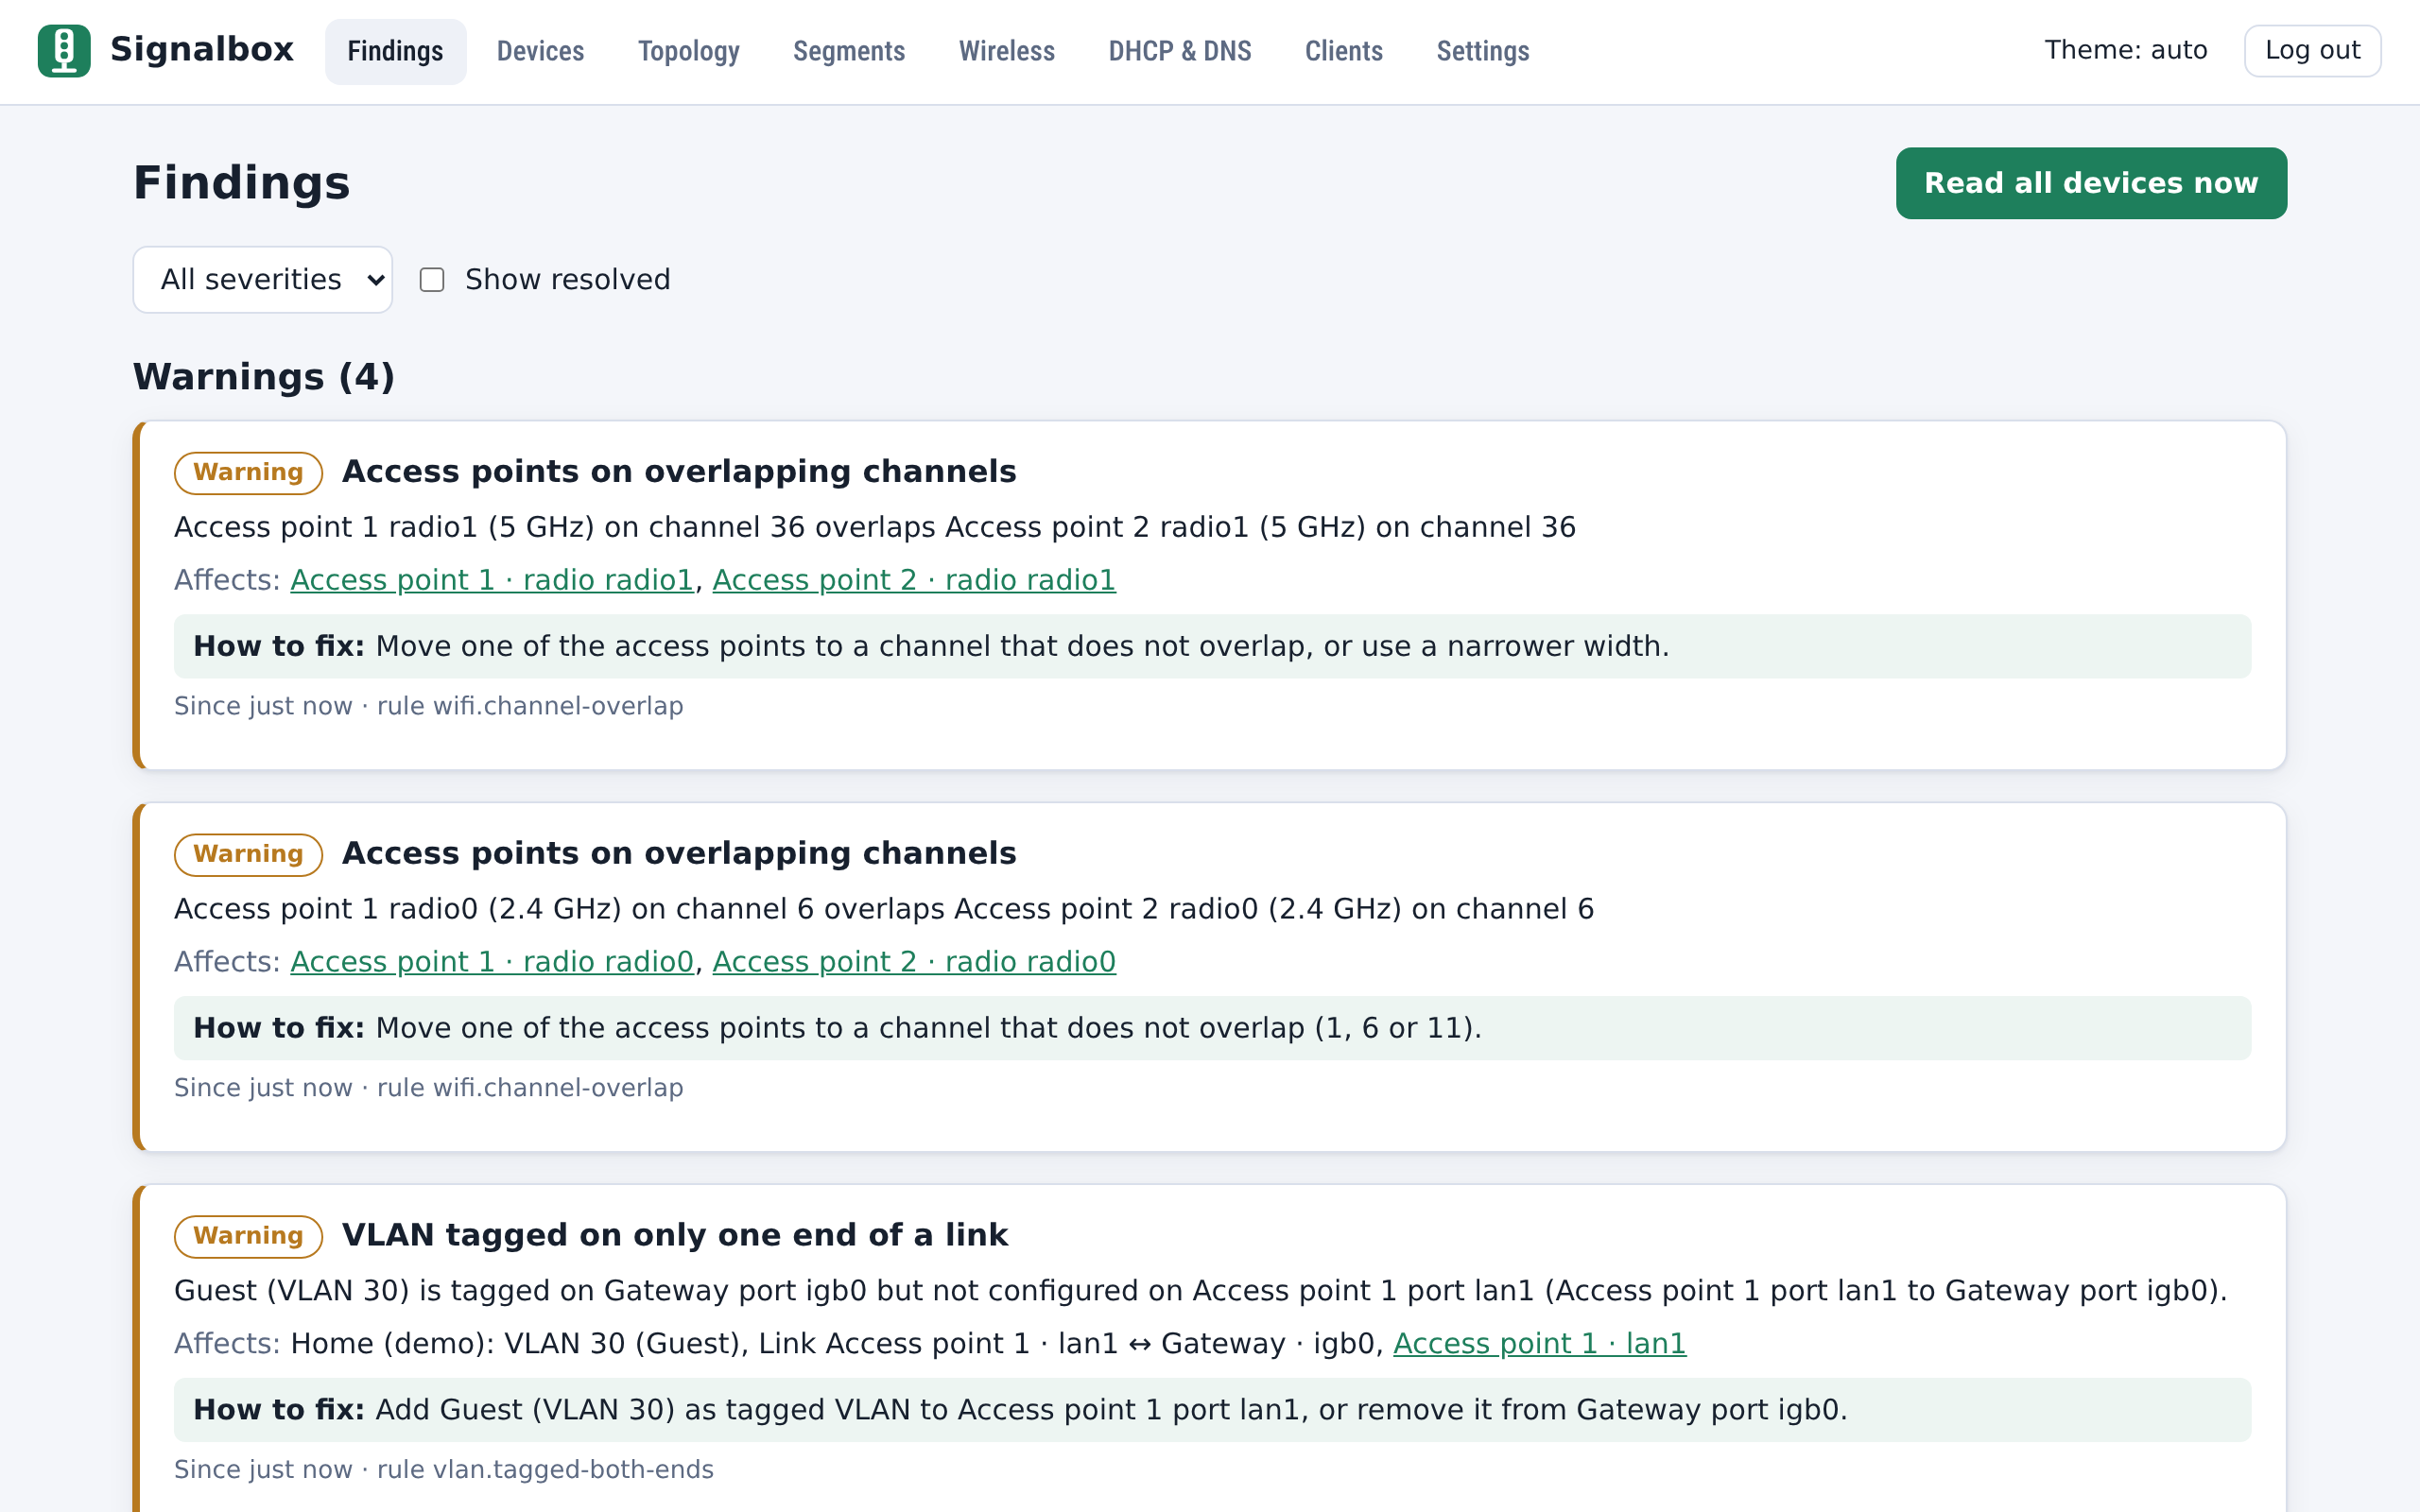 Signalbox Findings Devices Topology Segments Wireless DHCP & DNS Clients Settings Theme: auto Log out
Findings Read all devices now
All severities Show resolved
Warnings (4)
Warning Access points on overlapping channels
Access point 1 radio1 (5 GHz) on channel 36 overlaps Access point 2 radio1 (5 GHz) on channel 36
Affects: Access point 1 · radio radio1, Access point 2 · radio radio1
How to fix: Move one of the access points to a channel that does not overlap, or use a narrower width.
Since just now · rule wifi.channel-overlap
Warning Access points on overlapping channels
Access point 1 radio0 (2.4 GHz) on channel 6 overlaps Access point 2 radio0 (2.4 GHz) on channel 6
Affects: Access point 1 · radio radio0, Access point 2 · radio radio0
How to fix: Move one of the access points to a channel that does not overlap (1, 6 or 11).
Since just now · rule wifi.channel-overlap
Warning VLAN tagged on only one end of a link
Guest (VLAN 30) is tagged on Gateway port igb0 but not configured on Access point 1 port lan1 (Access point 1 port lan1 to Gateway port igb0).
Affects: Home (demo): VLAN 30 (Guest), Link Access point 1 · lan1 ↔ Gateway · igb0, Access point 1 · lan1
How to fix: Add Guest (VLAN 30) as tagged VLAN to Access point 1 port lan1, or remove it from Gateway port igb0.
Since just now · rule vlan.tagged-both-ends